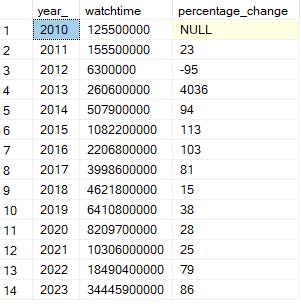 year_ watchtime percentage_change
1 2010 125500000 NULL
2 2011 155500000 23
3 2012 6300000 -95
4 2013 260600000 4036
5 2014 507900000 94
6 2015 1082200000 113
7 2016 2206800000 103
8 2017 3998600000 81
9 2018 4621800000 15
10 2019 6410800000 38
11 2020 8209700000 28
12 2021 10306000000 25
13 2022 18490400000 79
14 2023 34445900000 86